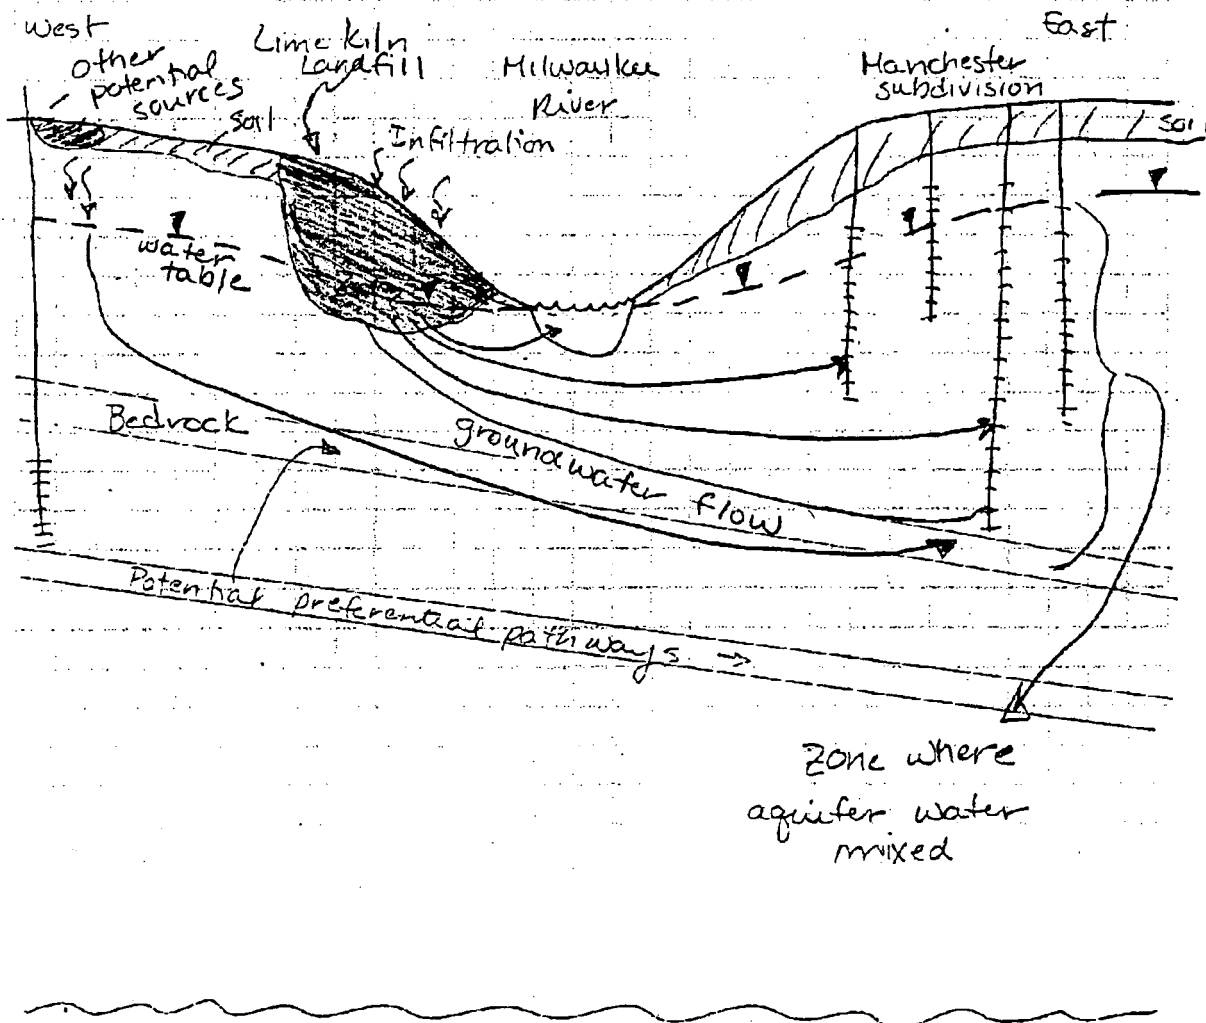 West
East
other
potential
sources
Lime Kiln
Landfill
Milwaukee
River
Manchester
subdivision
soil
Infiltration
soil
water
table
Bedrock
groundwater flow
Potential preferential pathways →
Zone where
aquifer water
mixed